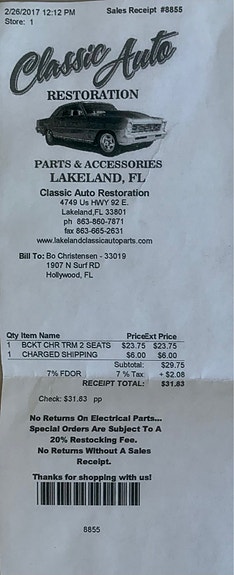 2/26/2017 12:12 PM Sales Receipt #8855
Store: 1
Classic Auto
RESTORATION
PARTS & ACCESSORIES
LAKELAND, FL
Classic Auto Restoration
4749 Us HWY 92 E.
Lakeland,FL 33801
ph 863-860-7871
fax 863-665-2631
www.lakelandclassicautoparts.com
Bill To: Bo Christensen - 33019
1907 N Surf RD
Hollywood, FL
Qty Item Name PriceExt Price
1 BCKT CHR TRM 2 SEATS $23.75 $23.75
1 CHARGED SHIPPING $6.00 $6.00
Subtotal: $29.75
7% FDOR 7 % Tax: + $2.08
RECEIPT TOTAL: $31.83
Check: $31.83 pp
No Returns On Electrical Parts...
Special Orders Are Subject To A
20% Restocking Fee.
No Returns Without A Sales
Receipt.
Thanks for shopping with us!
8855